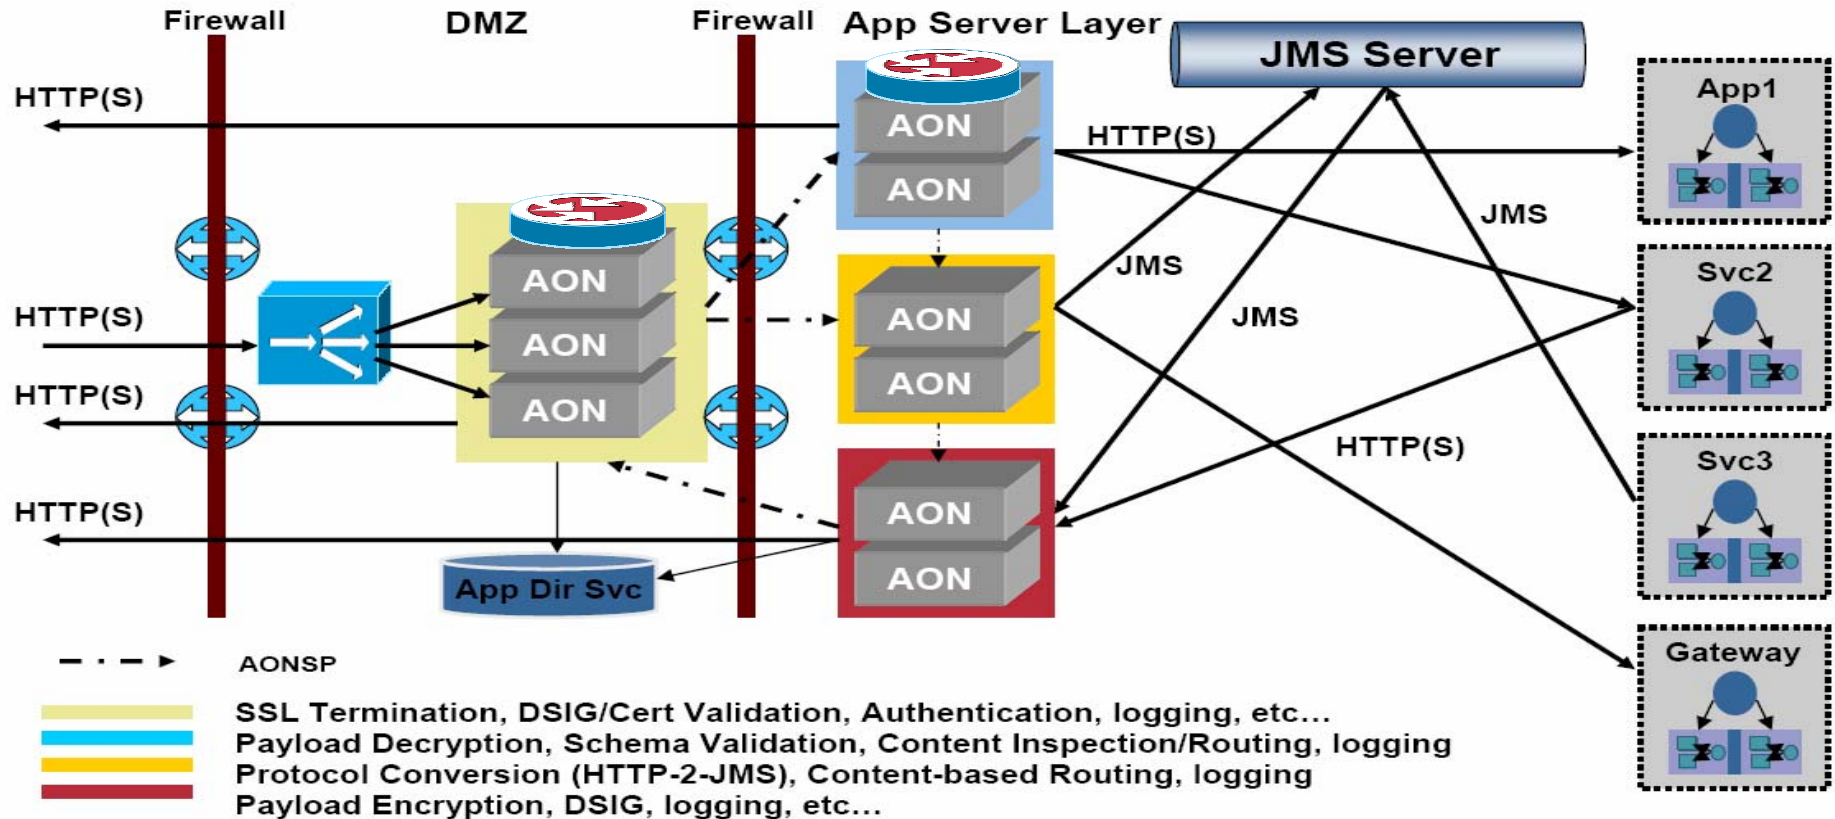 Firewall
DMZ
Firewall
App Server Layer
JMS Server
HTTP(S)
AON
AON
HTTP(S)
App1
JMS
AON
AON
AON
HTTP(S)
HTTP(S)
AON
AON
JMS
JMS
Svc2
HTTP(S)
Svc3
HTTP(S)
AON
AON
App Dir Svc
Gateway
AONSP
SSL Termination, DSIG/Cert Validation, Authentication, logging, etc...
Payload Decryption, Schema Validation, Content Inspection/Routing, logging
Protocol Conversion (HTTP-2-JMS), Content-based Routing, logging
Payload Encryption, DSIG, logging, etc...